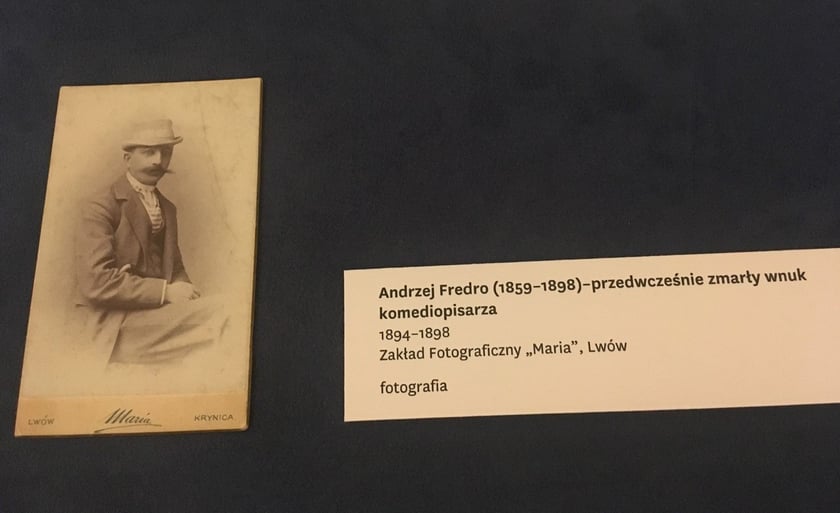 LWÓW Maria KRYNICA.
Andrzej Fredro (1859–1898)–przedwcześnie zmarły wnuk
komediopisarza
1894–1898
Zakład Fotograficzny „Maria”, Lwów
fotografia